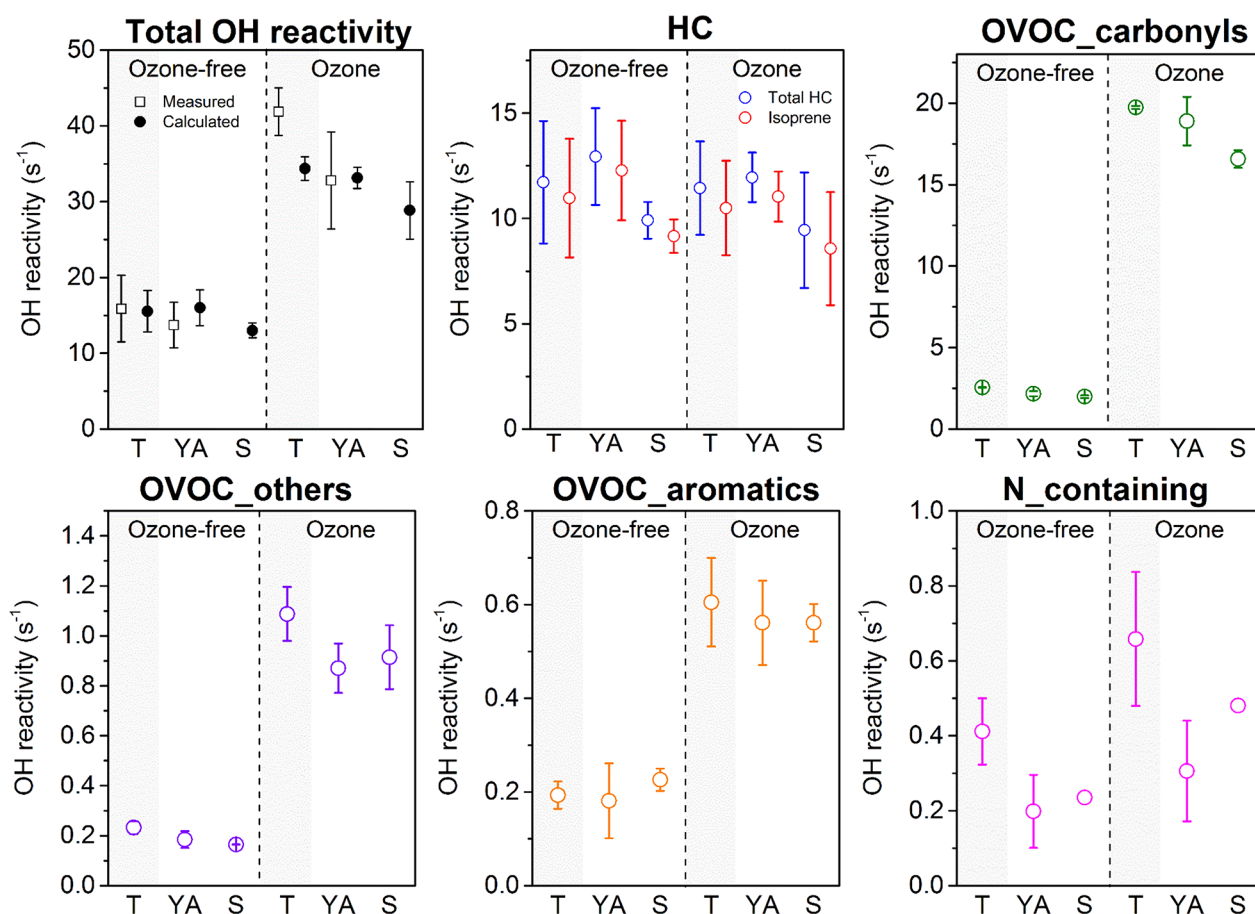 Total OH reactivity
Ozone-free
Ozone
Measured
Calculated
OH reactivity (s⁻¹)
50
40
30
20
10
0
T YA S T YA S
HC
Ozone-free
Ozone
Total HC
Isoprene
OH reactivity (s⁻¹)
15
10
5
0
T YA S T YA S
OVOC_carbonyls
Ozone-free
Ozone
OH reactivity (s⁻¹)
20
15
10
5
0
T YA S T YA S
OVOC_others
Ozone-free
Ozone
OH reactivity (s⁻¹)
1.4
1.2
1.0
0.8
0.6
0.4
0.2
0.0
T YA S T YA S
OVOC_aromatics
Ozone-free
Ozone
OH reactivity (s⁻¹)
0.8
0.6
0.4
0.2
0.0
T YA S T YA S
N_containing
Ozone-free
Ozone
OH reactivity (s⁻¹)
1.0
0.8
0.6
0.4
0.2
0.0
T YA S T YA S